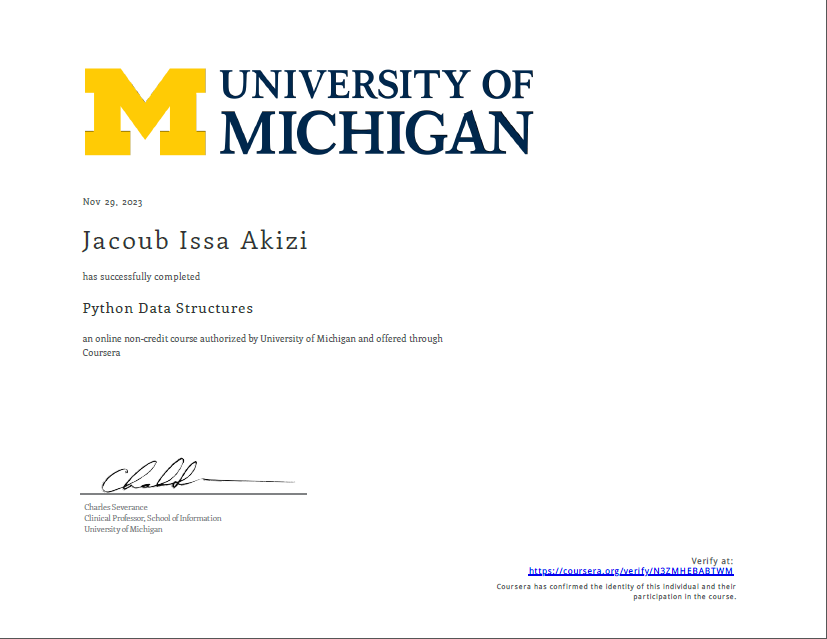 UNIVERSITY OF
MICHIGAN
Nov 29, 2023
Jacoub Issa Akizi
has successfully completed
Python Data Structures
an online non-credit course authorized by University of Michigan and offered through
Coursera
Charles Severance
Clinical Professor, School of Information
University of Michigan
Verify at:
https://coursera.org/verify/N3ZMHEBABTWM
Coursera has confirmed the identity of this individual and their
participation in the course.